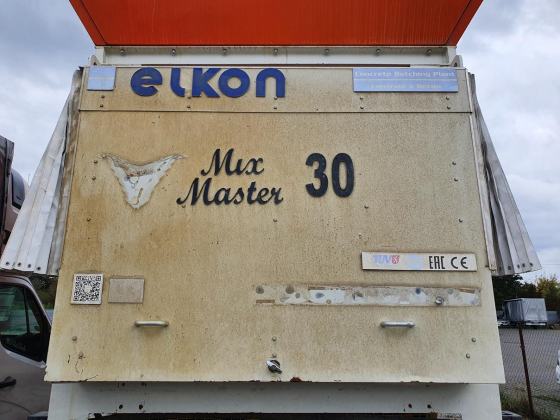 elkon
Concrete Batching Plant
Mix
Master 30
TÜV
EAC CE